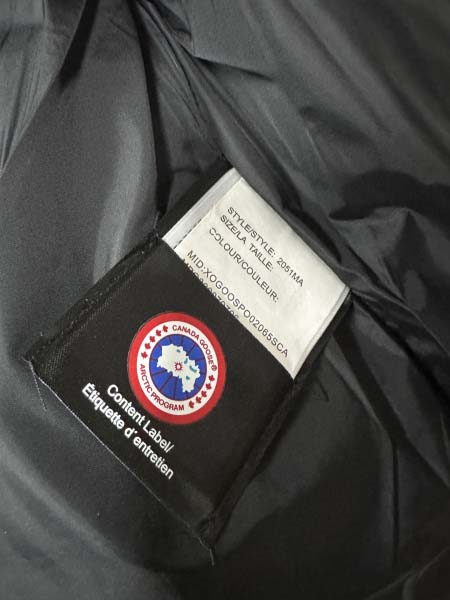 STYLE/STYLE: 2051MA
SIZE/LA TAILLE:
COLOUR/COULEUR:
MID:XOGOOSPO02065SCA
CANADA GOOSE®
ARCTIC PROGRAM
Content Label/
Étiquette d'entretien